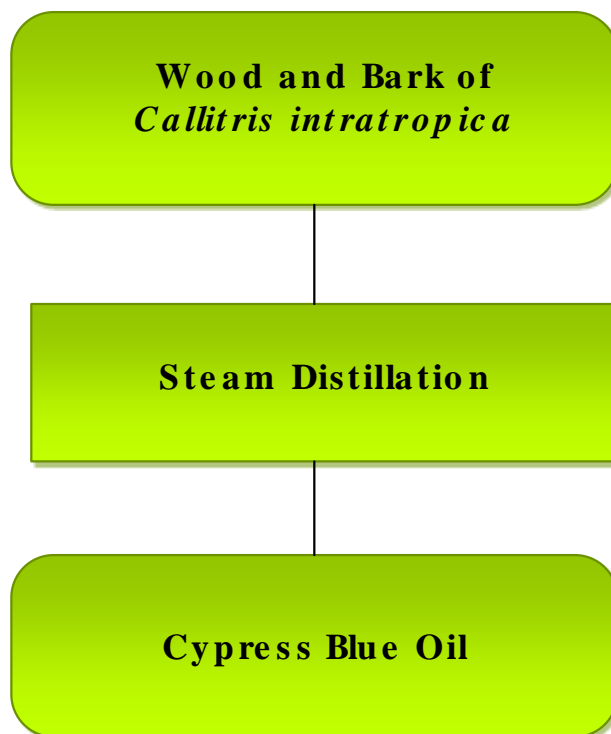 Wood and Bark of
Callitris intratropica
Steam Distillation
Cypress Blue Oil